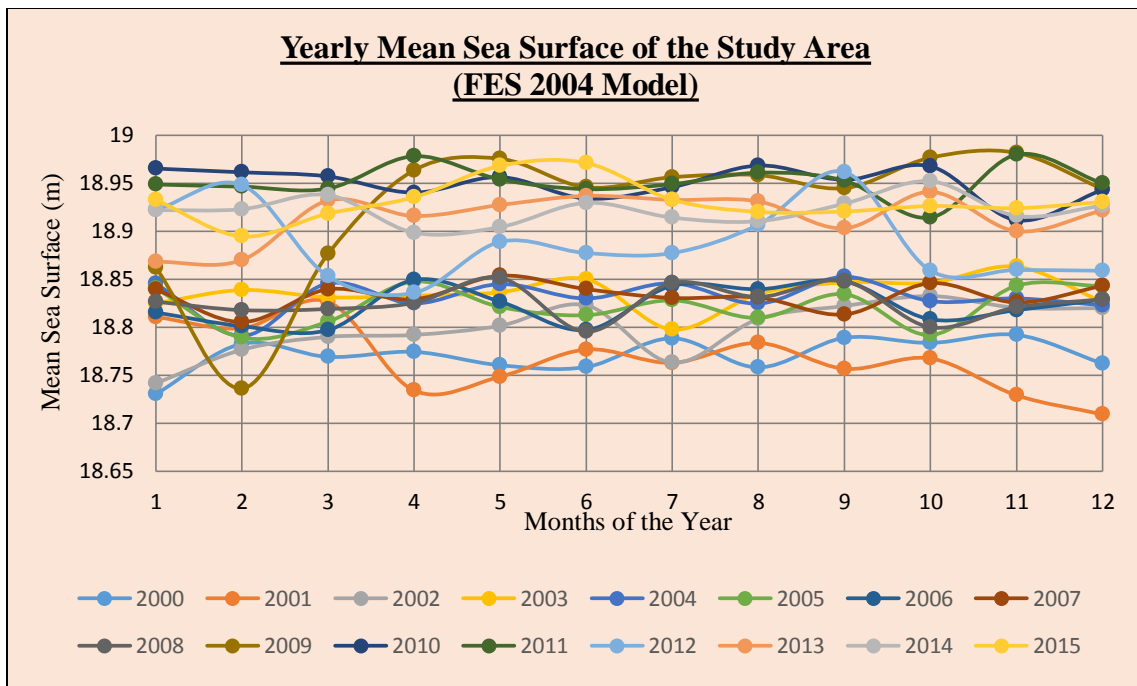 Yearly Mean Sea Surface of the Study Area
(FES 2004 Model)
Mean Sea Surface (m)
19
18.95
18.9
18.85
18.8
18.75
18.7
18.65
1 2 3 4 5 6 7 8 9 10 11 12
Months of the Year
2000 2001 2002 2003 2004 2005 2006 2007
2008 2009 2010 2011 2012 2013 2014 2015